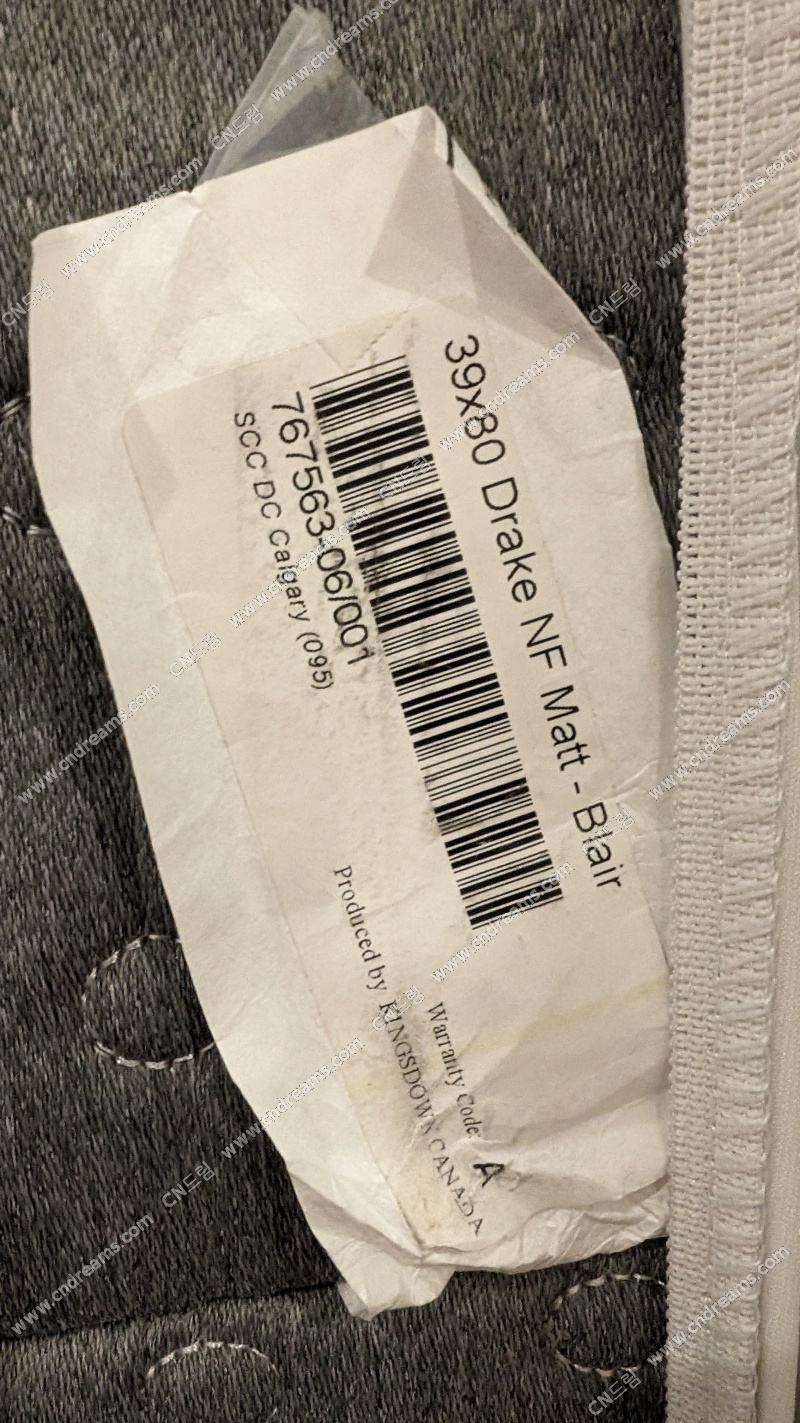 39x80 Drake NF Matt - Blair
767563-06/001
SCC DC Calgary (095)
Warranty Code: A
Produced by KINGSDOWN CANADA
CN드림 www.cndreams.com